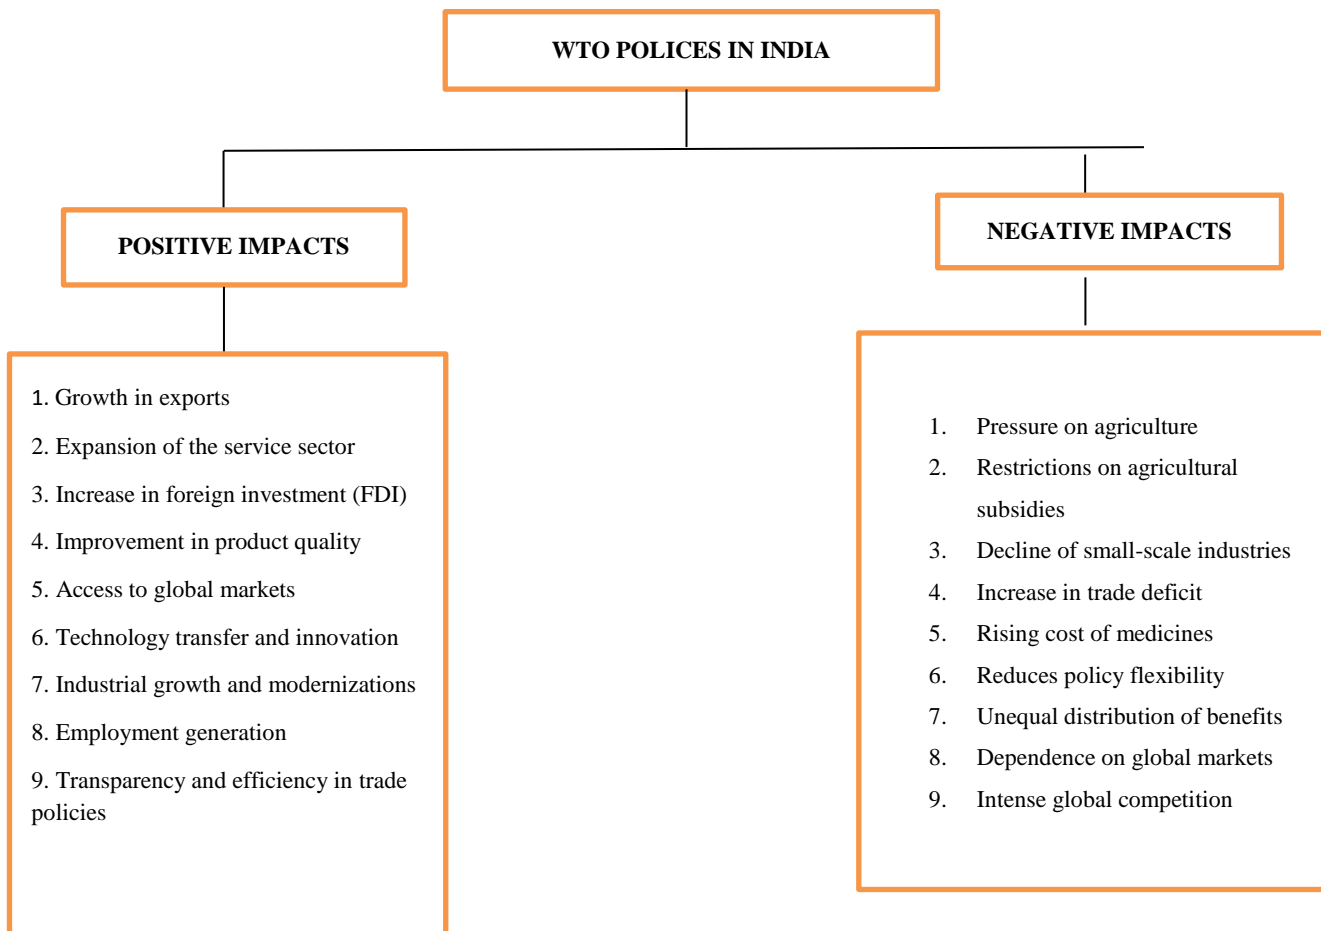 WTO POLICES IN INDIA
POSITIVE IMPACTS
1. Growth in exports
2. Expansion of the service sector
3. Increase in foreign investment (FDI)
4. Improvement in product quality
5. Access to global markets
6. Technology transfer and innovation
7. Industrial growth and modernizations
8. Employment generation
9. Transparency and efficiency in trade
policies
NEGATIVE IMPACTS
1. Pressure on agriculture
2. Restrictions on agricultural
subsidies
3. Decline of small-scale industries
4. Increase in trade deficit
5. Rising cost of medicines
6. Reduces policy flexibility
7. Unequal distribution of benefits
8. Dependence on global markets
9. Intense global competition